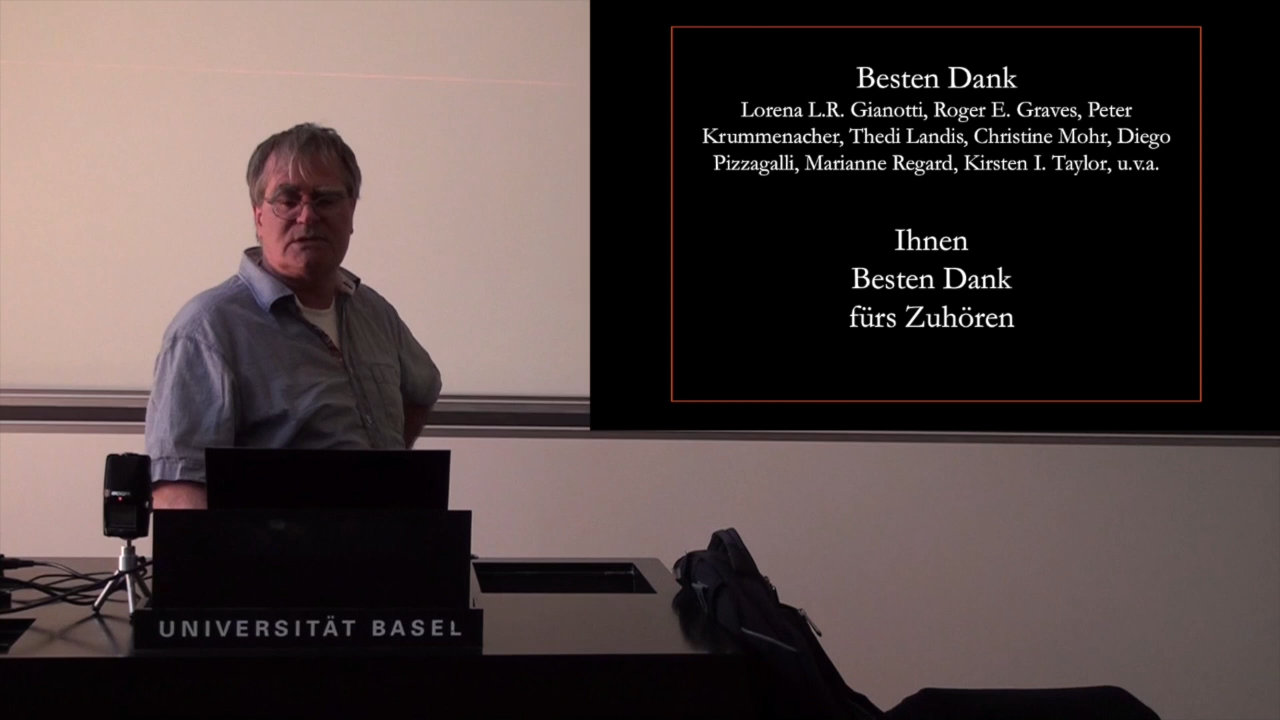 Besten Dank
Lorena L.R. Gianotti, Roger E. Graves, Peter
Krummenacher, Thedi Landis, Christine Mohr, Diego
Pizzagalli, Marianne Regard, Kirsten I. Taylor, u.v.a.
Ihnen
Besten Dank
fürs Zuhören
UNIVERSITÄT BASEL